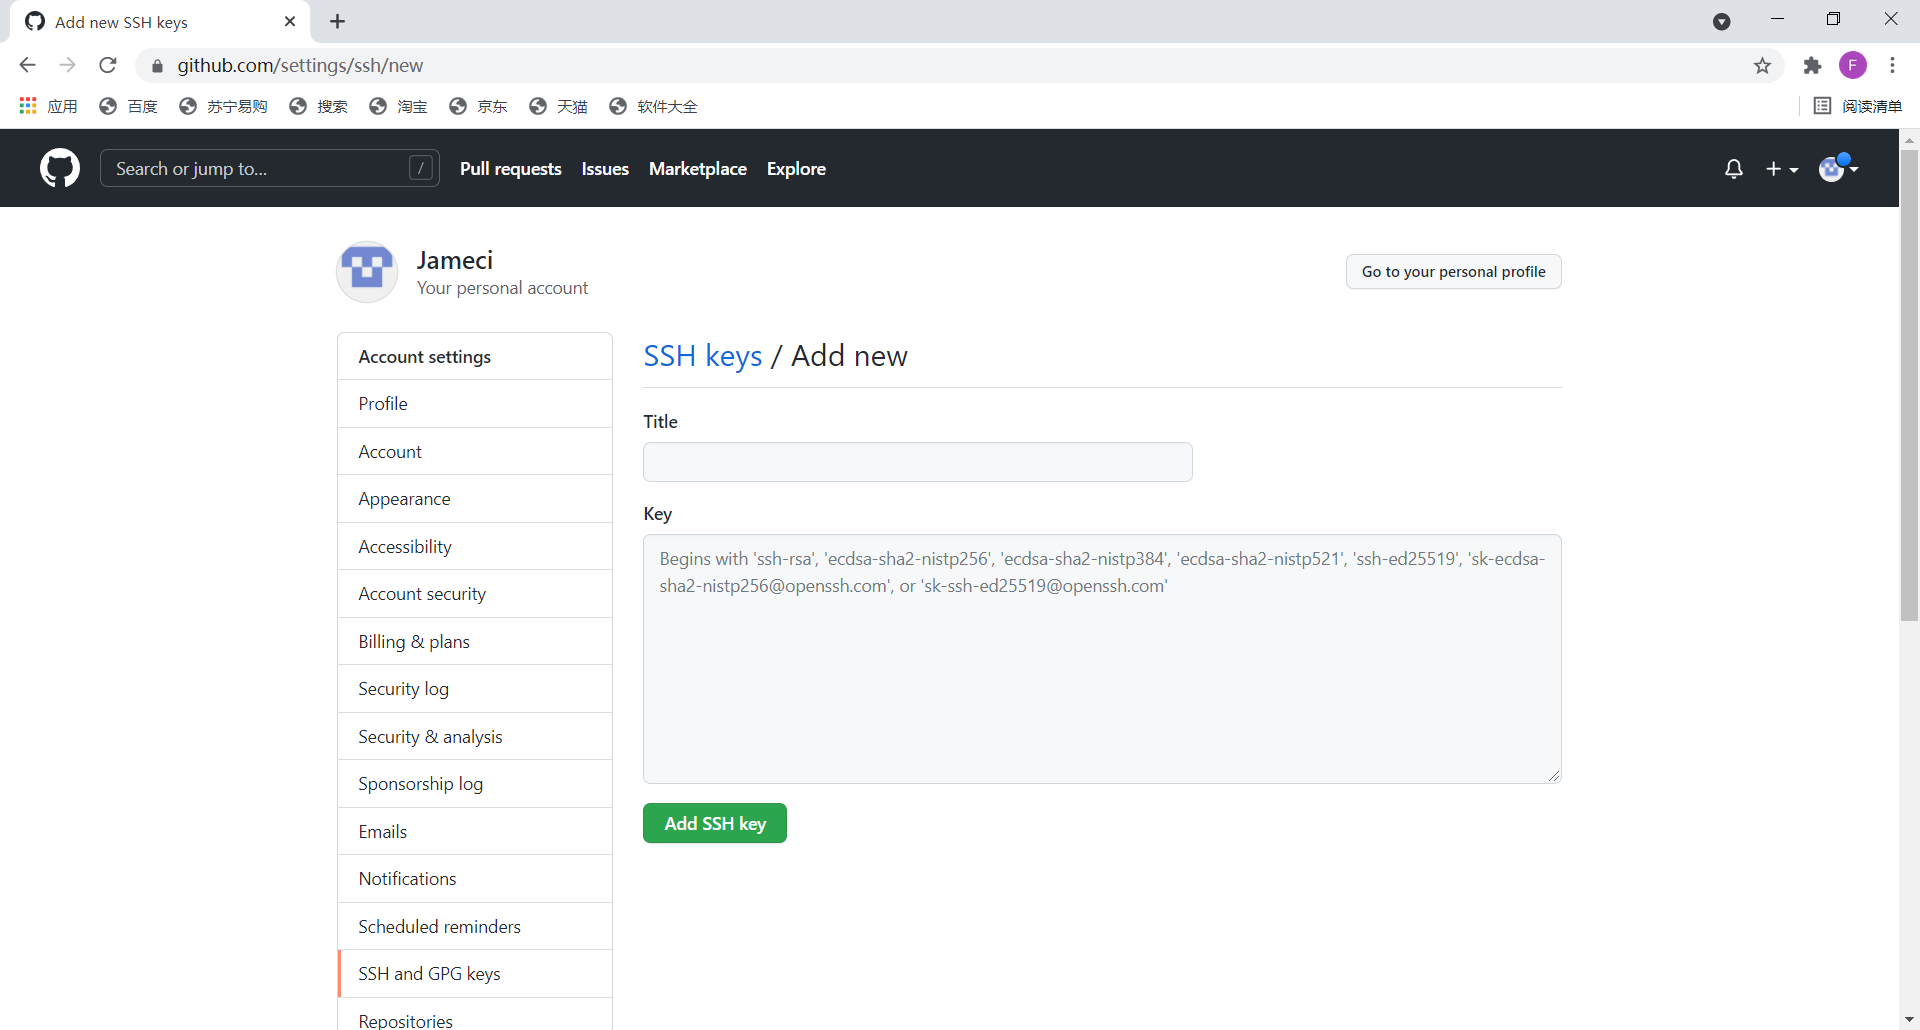 Add new SSH keys
github.com/settings/ssh/new
F
应用 百度 苏宁易购 搜索 淘宝 京东 天猫 软件大全 阅读清单
Search or jump to... / Pull requests Issues Marketplace Explore
Jameci
Your personal account
Go to your personal profile
Account settings
Profile
Account
Appearance
Accessibility
Account security
Billing & plans
Security log
Security & analysis
Sponsorship log
Emails
Notifications
Scheduled reminders
SSH and GPG keys
Repositories
SSH keys / Add new
Title
Key
Begins with 'ssh-rsa', 'ecdsa-sha2-nistp256', 'ecdsa-sha2-nistp384', 'ecdsa-sha2-nistp521', 'ssh-ed25519', 'sk-ecdsa-
sha2-nistp256@openssh.com', or 'sk-ssh-ed25519@openssh.com'
Add SSH key